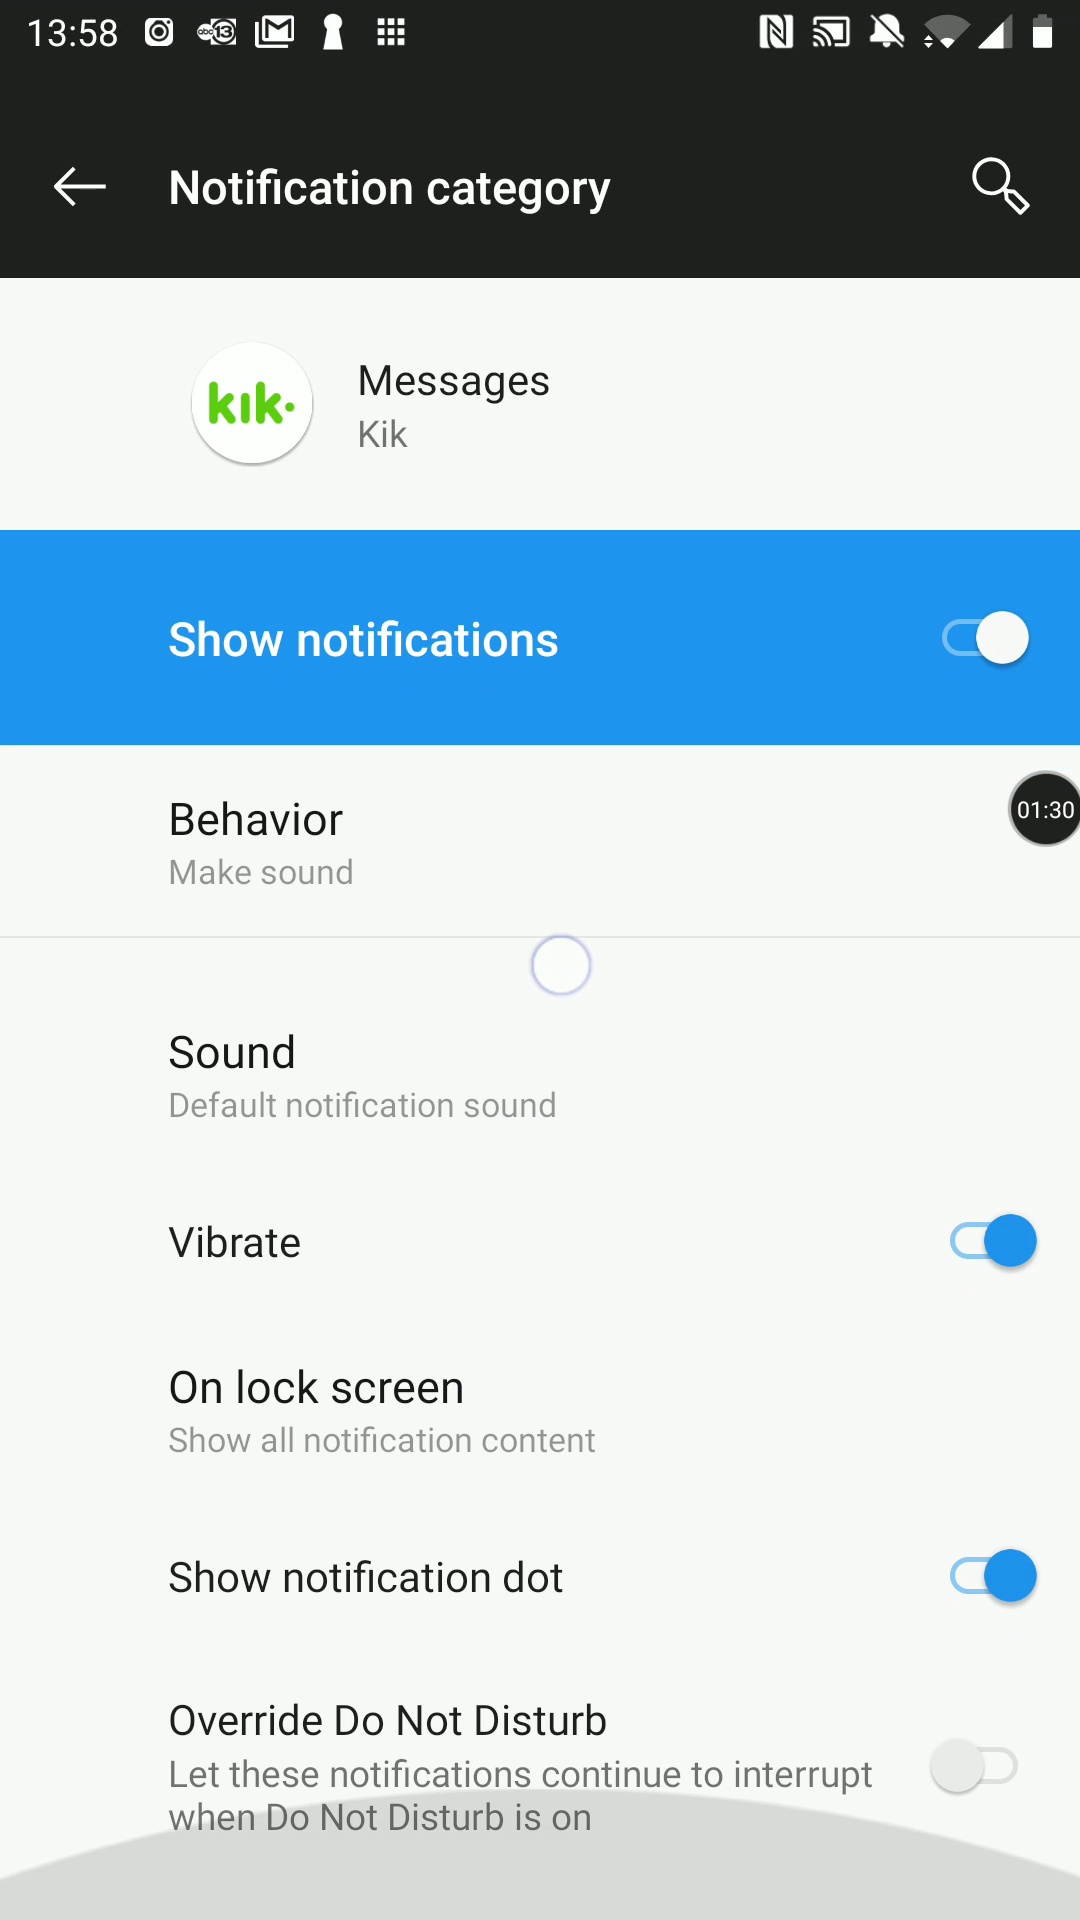 13:58
abc 13
Notification category
kik.
Messages
Kik
Show notifications
Behavior
Make sound
01:30
Sound
Default notification sound
Vibrate
On lock screen
Show all notification content
Show notification dot
Override Do Not Disturb
Let these notifications continue to interrupt
when Do Not Disturb is on